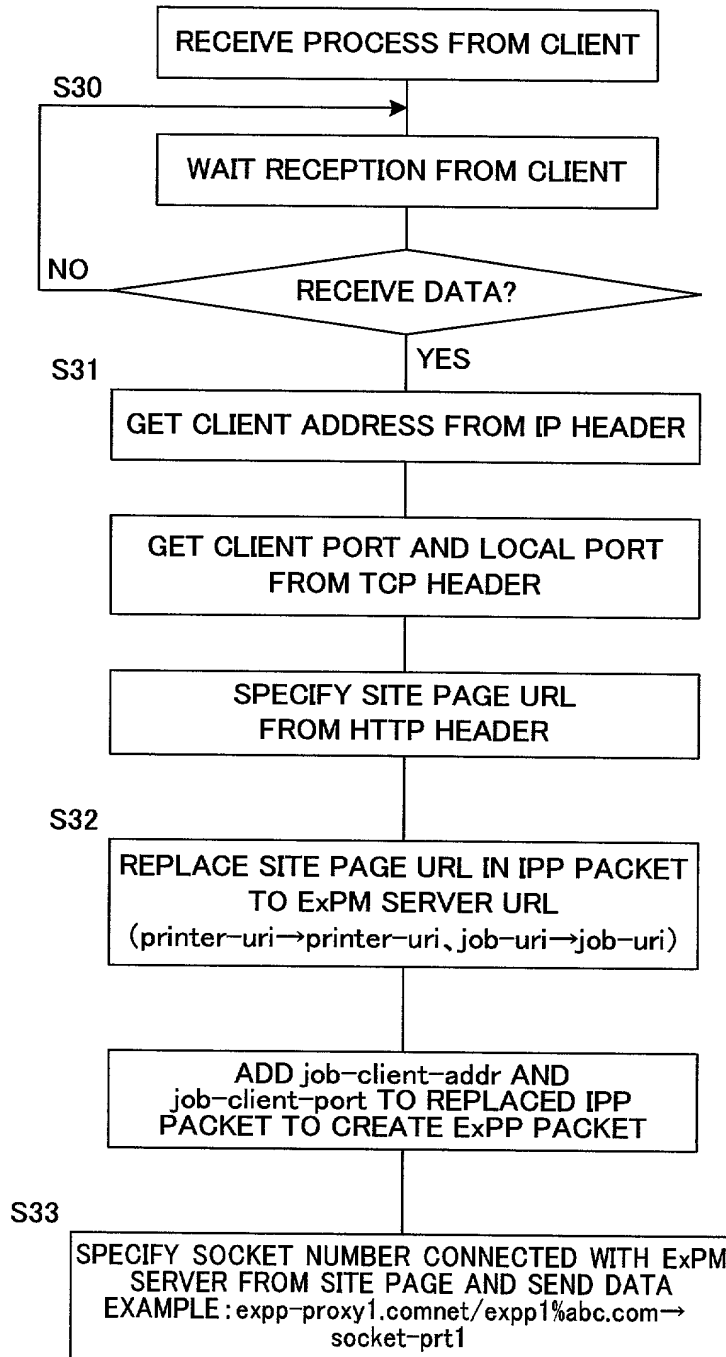 RECEIVE PROCESS FROM CLIENT
S30
WAIT RECEPTION FROM CLIENT
NO
RECEIVE DATA?
YES
S31
GET CLIENT ADDRESS FROM IP HEADER
GET CLIENT PORT AND LOCAL PORT
FROM TCP HEADER
SPECIFY SITE PAGE URL
FROM HTTP HEADER
S32
REPLACE SITE PAGE URL IN IPP PACKET
TO ExPM SERVER URL
(printer-uri→printer-uri、job-uri→job-uri)
ADD job-client-addr AND
job-client-port TO REPLACED IPP
PACKET TO CREATE ExPP PACKET
S33
SPECIFY SOCKET NUMBER CONNECTED WITH ExPM
SERVER FROM SITE PAGE AND SEND DATA
EXAMPLE:expp-proxy1.comnet/expp1%abc.com→
socket-prt1